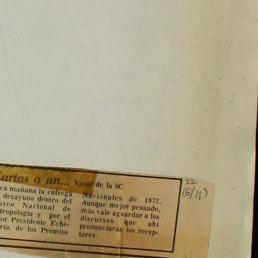 Cartas a un... Viene de la 8C
22
(6/11)
rá mañana la entrega
desayuno dentro del
useo Nacional de
tropología y por el
or Presidente Eche-
ría, de los Premios
Nacionales de 1972.
Aunque mejor pensado,
más vale aguardar a los
discursos que ahí
pronunciarán los recep-
tores.